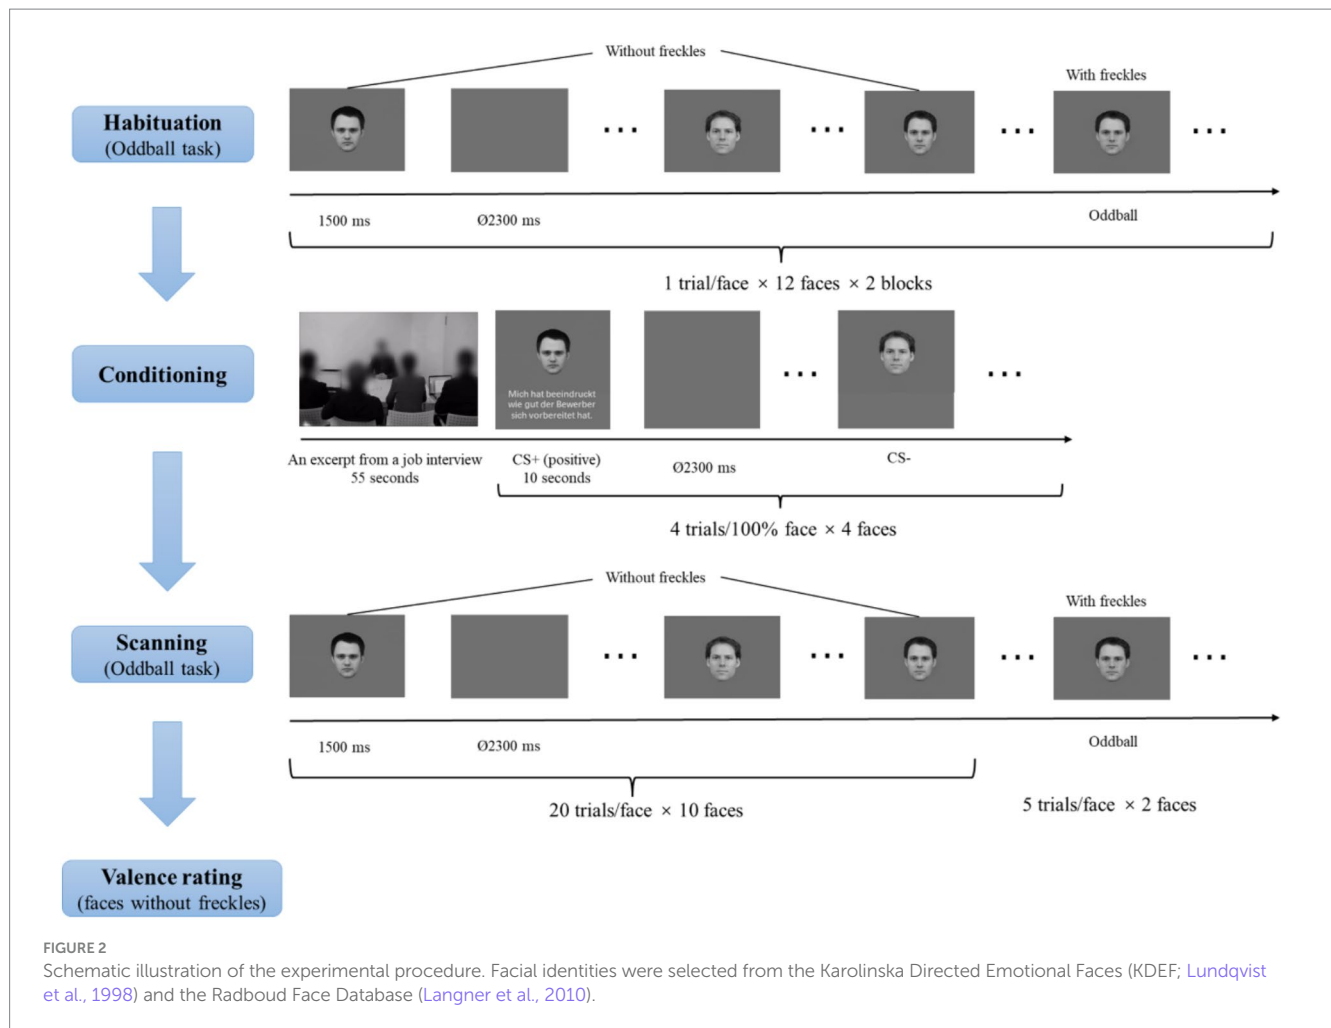 Without freckles
With freckles
Habituation
(Oddball task)
1500 ms
Ø2300 ms
Oddball
1 trial/face × 12 faces × 2 blocks
Conditioning
Mich hat beeindruckt
wie gut der Bewerber
sich vorbereitet hat.
An excerpt from a job interview
55 seconds
CS+ (positive)
10 seconds
Ø2300 ms
CS-
4 trials/100% face × 4 faces
Without freckles
With freckles
Scanning
(Oddball task)
1500 ms
Ø2300 ms
Oddball
20 trials/face × 10 faces
5 trials/face × 2 faces
Valence rating
(faces without freckles)
FIGURE 2
Schematic illustration of the experimental procedure. Facial identities were selected from the Karolinska Directed Emotional Faces (KDEF; Lundqvist
et al., 1998) and the Radboud Face Database (Langner et al., 2010).